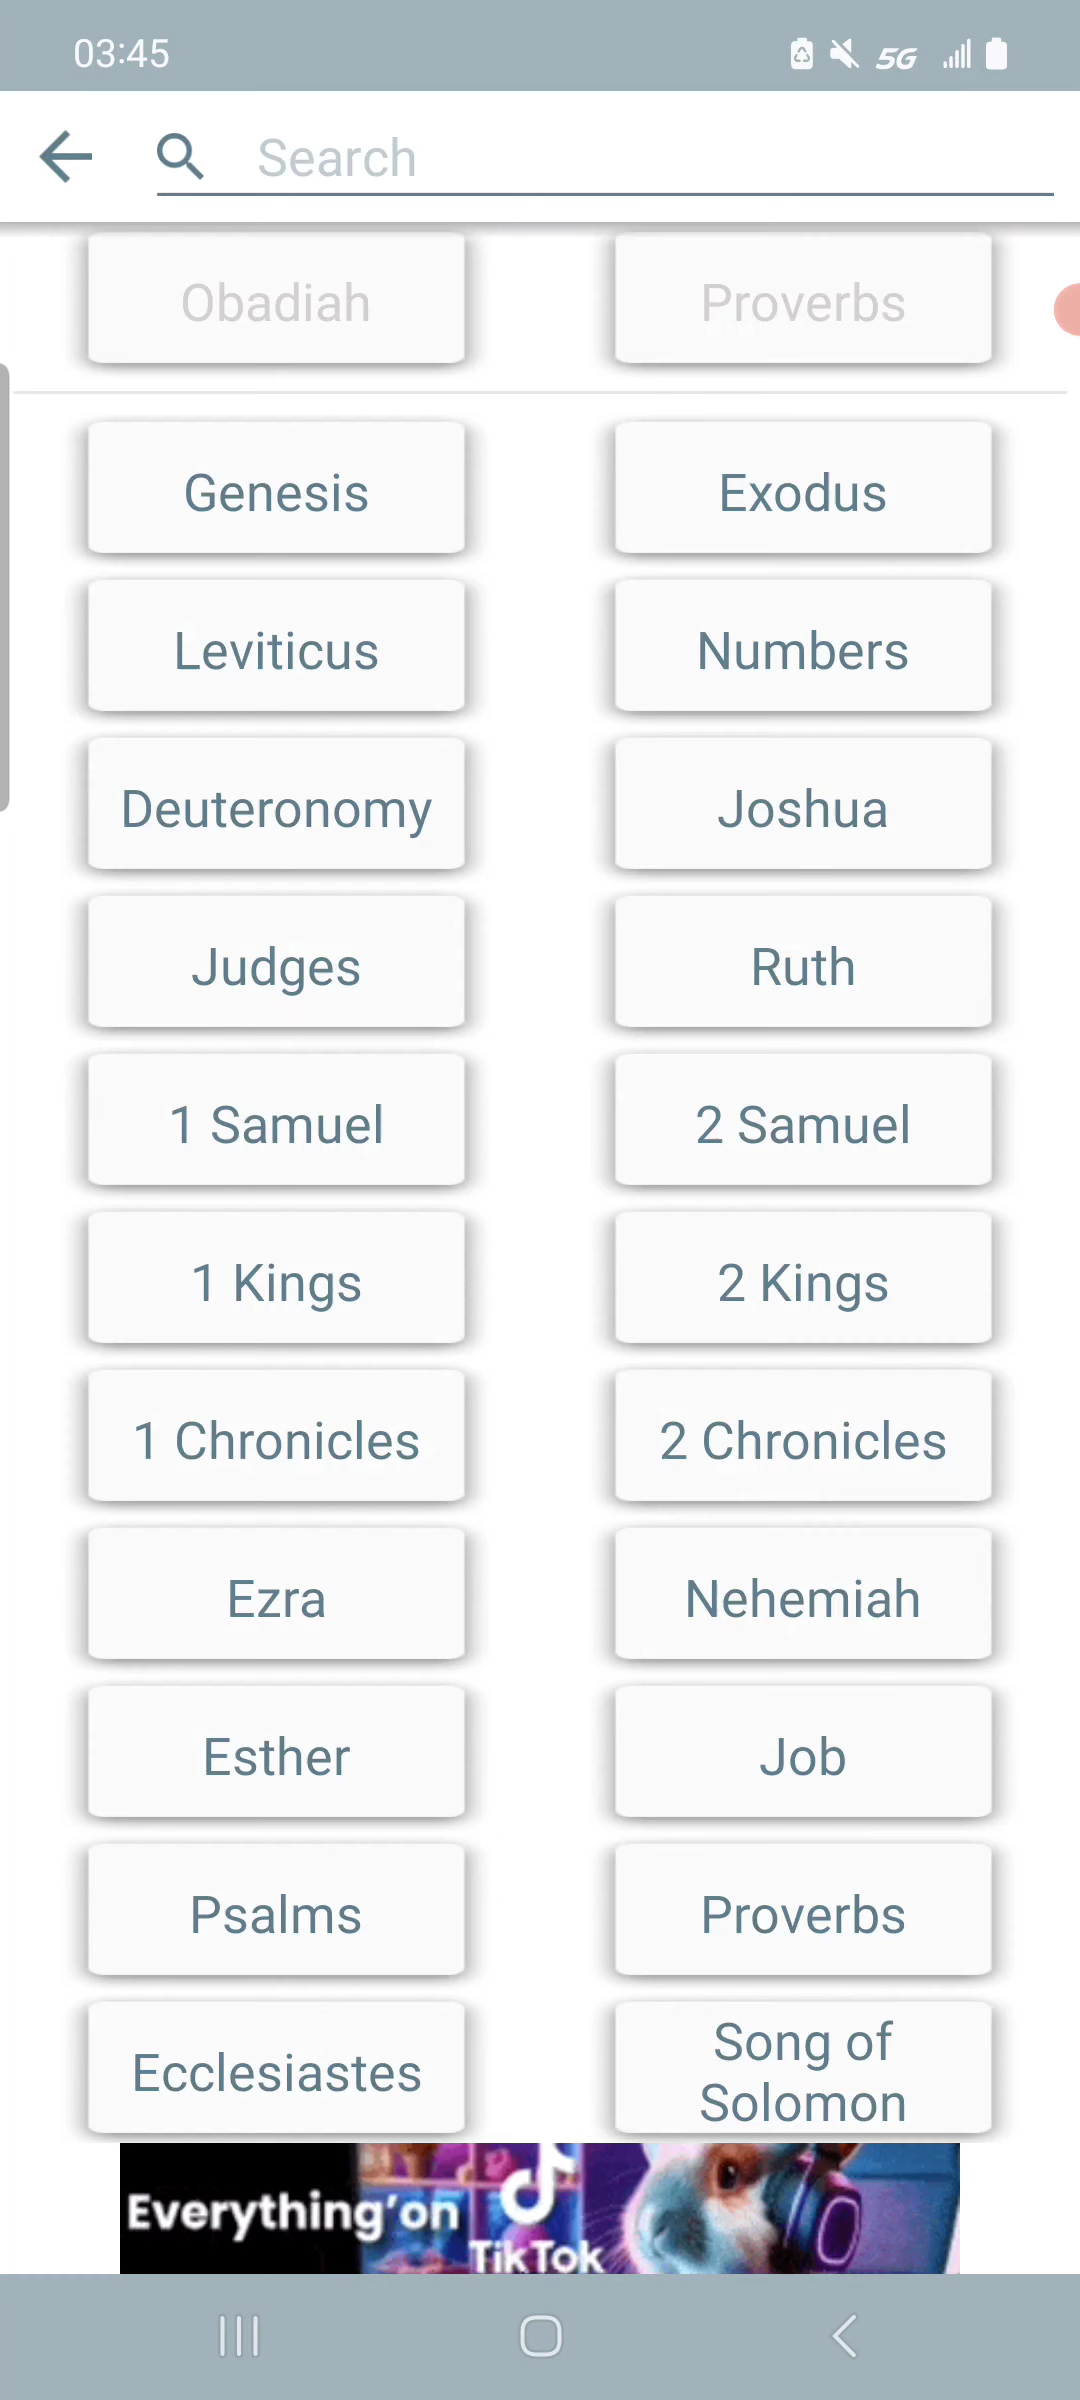 03:45
5G
Search
Obadiah
Proverbs
Genesis
Exodus
Leviticus
Numbers
Deuteronomy
Joshua
Judges
Ruth
1 Samuel
2 Samuel
1 Kings
2 Kings
1 Chronicles
2 Chronicles
Ezra
Nehemiah
Esther
Job
Psalms
Proverbs
Ecclesiastes
Song of
Solomon
Everything'on
TikTok